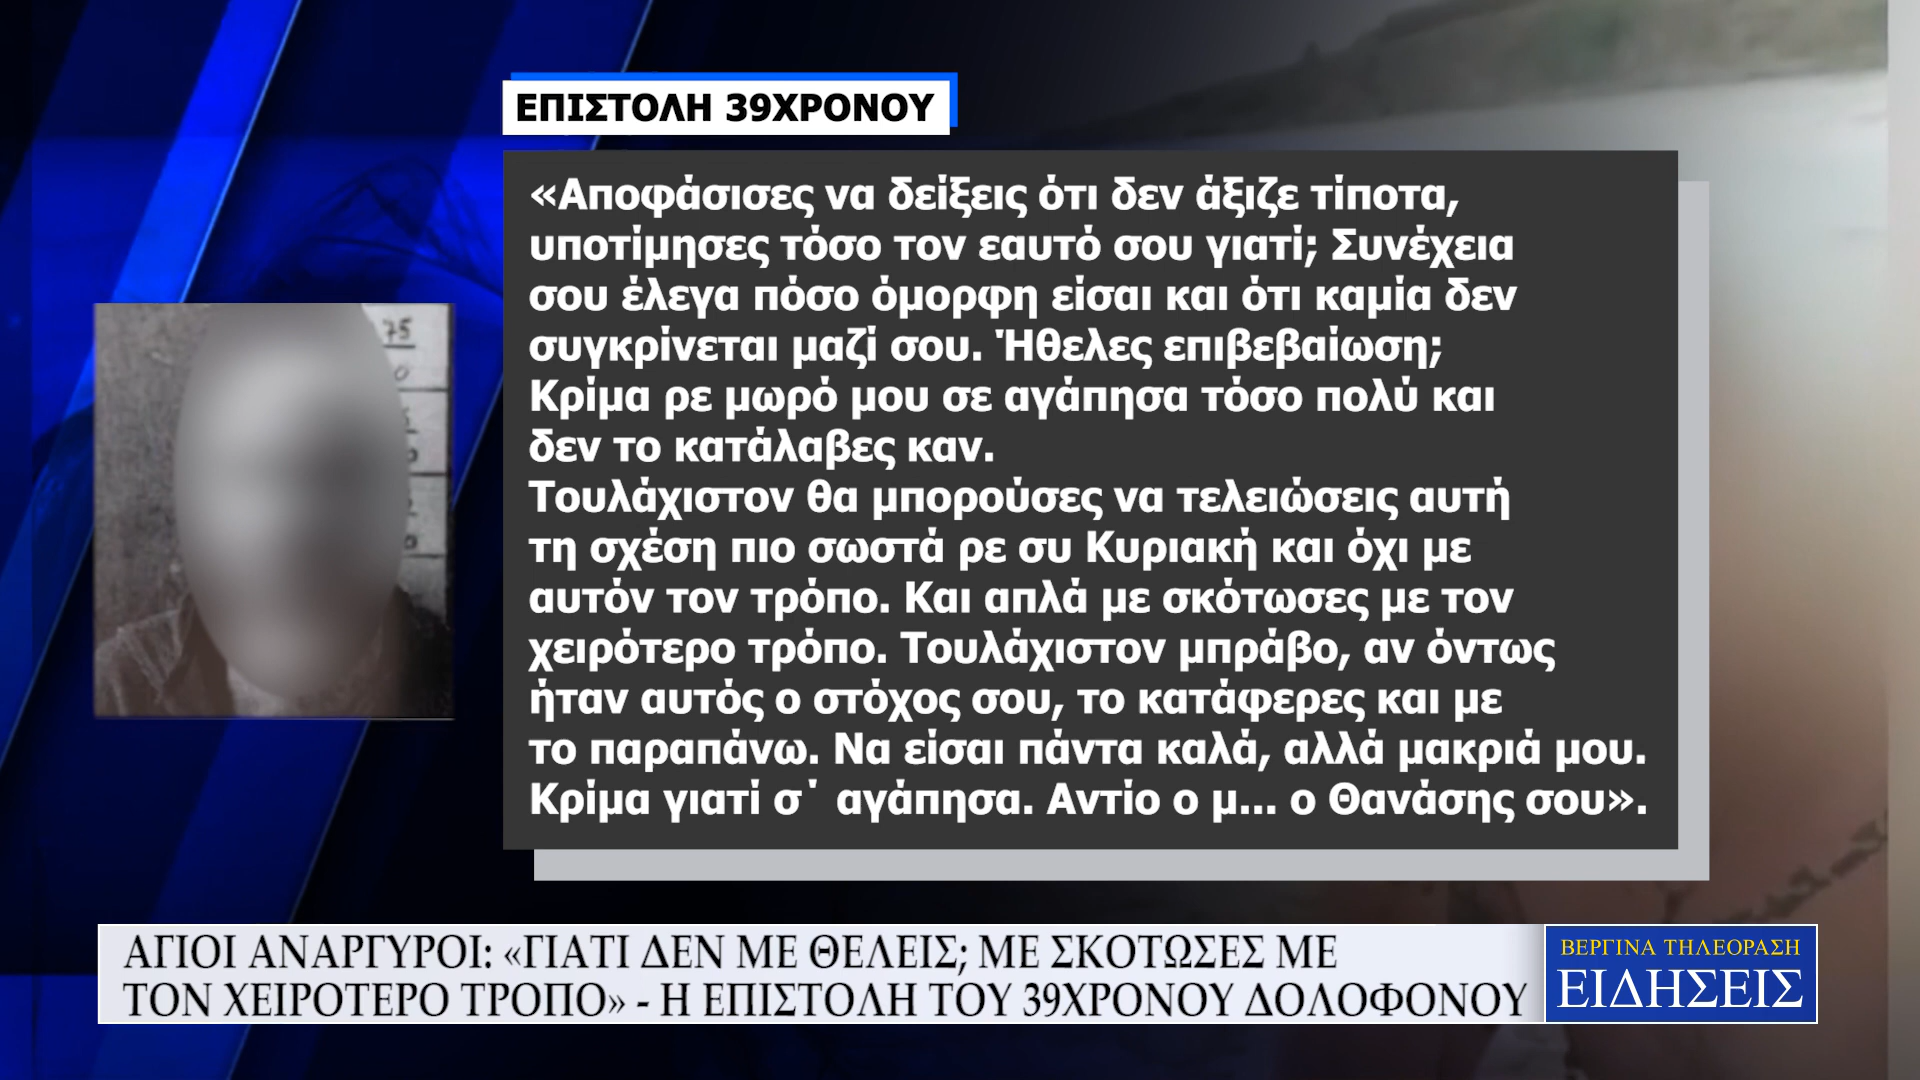 ΕΠΙΣΤΟΛΗ 39ΧΡΟΝΟΥ
«Αποφάσισες να δείξεις ότι δεν άξιζε τίποτα,
υποτίμησες τόσο τον εαυτό σου γιατί; Συνέχεια
σου έλεγα πόσο όμορφη είσαι και ότι καμία δεν
συγκρίνεται μαζί σου. Ήθελες επιβεβαίωση;
Κρίμα ρε μωρό μου σε αγάπησα τόσο πολύ και
δεν το κατάλαβες καν.
Τουλάχιστον θα μπορούσες να τελειώσεις αυτή
τη σχέση πιο σωστά ρε συ Κυριακή και όχι με
αυτόν τον τρόπο. Και απλά με σκότωσες με τον
χειρότερο τρόπο. Τουλάχιστον μπράβο, αν όντως
ήταν αυτός ο στόχος σου, το κατάφερες και με
το παραπάνω. Να είσαι πάντα καλά, αλλά μακριά μου.
Κρίμα γιατί σ΄ αγάπησα. Αντίο ο μ... ο Θανάσης σου».
75
ΑΓΙΟΙ ΑΝΑΡΓΥΡΟΙ: «ΓΙΑΤΙ ΔΕΝ ΜΕ ΘΕΛΕΙΣ; ΜΕ ΣΚΟΤΩΣΕΣ ΜΕ
ΤΟΝ ΧΕΙΡΟΤΕΡΟ ΤΡΟΠΟ» - Η ΕΠΙΣΤΟΛΗ ΤΟΥ 39ΧΡΟΝΟΥ ΔΟΛΟΦΟΝΟΥ
ΒΕΡΓΙΝΑ ΤΗΛΕΟΡΑΣΗ
ΕΙΔΗΣΕΙΣ